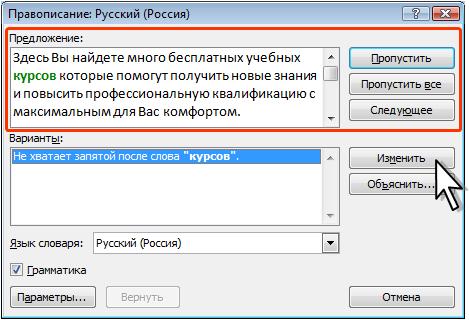 Правописание: Русский (Россия)
Предложение:
Здесь Вы найдете много бесплатных учебных
курсов которые помогут получить новые знания
и повысить профессиональную квалификацию с
максимальным для Вас комфортом.
Пропустить
Пропустить все
Следующее
Варианты:
Не хватает запятой после слова "курсов".
Изменить
Объяснить...
Язык словаря: Русский (Россия)
Грамматика
Параметры... Вернуть Отмена